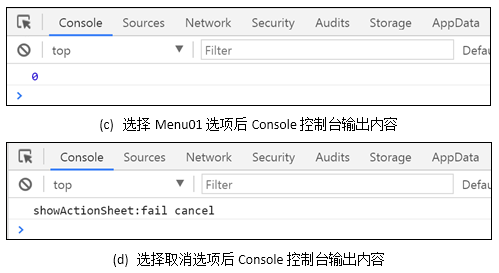 Console Sources Network Security Audits Storage AppData
top Filter Defau
0
(c) 选择 Menu01 选项后 Console 控制台输出内容
Console Sources Network Security Audits Storage AppData
top Filter Defa
showActionSheet:fail cancel
(d) 选择取消选项后 Console 控制台输出内容